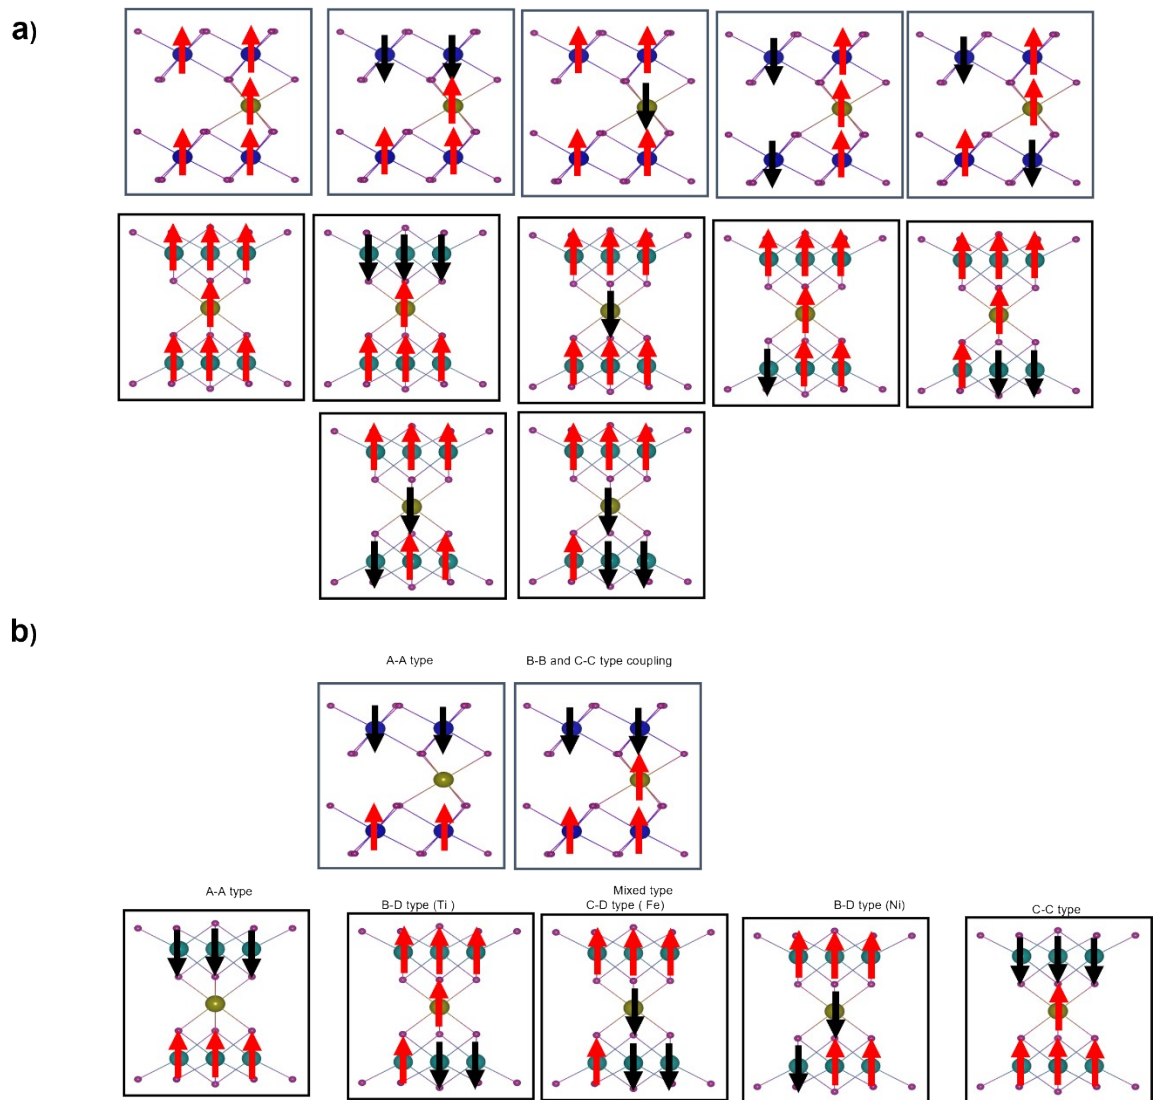 a)
b)
A-A type
B-B and C-C type coupling
A-A type
B-D type (Ti )
Mixed type
C-D type ( Fe)
B-D type (Ni)
C-C type